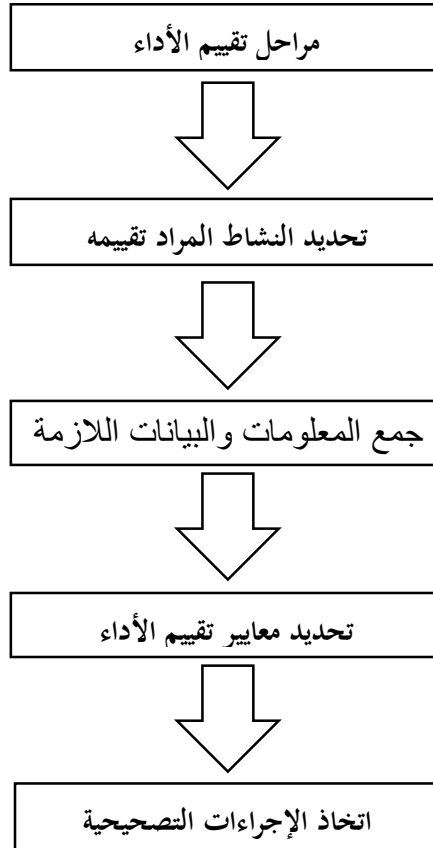 مراحل تقييم الأداء
تحديد النشاط المراد تقييمه
جمع المعلومات والبيانات اللازمة
تحديد معايير تقييم الأداء
اتخاذ الإجراءات التصحيحية